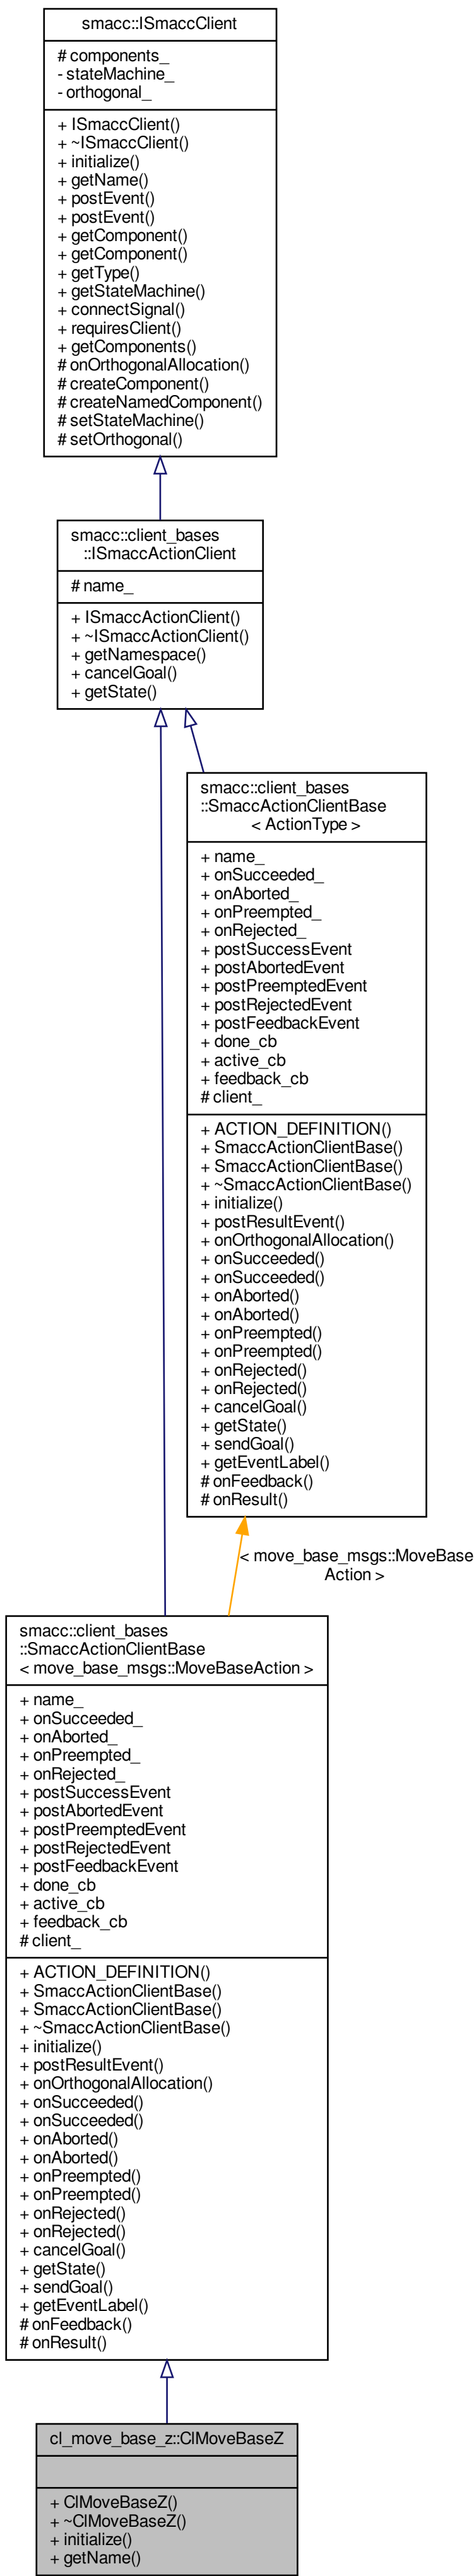 smacc::ISmaccClient
# components_
- stateMachine_
- orthogonal_
+ ISmaccClient()
+ ~ISmaccClient()
+ initialize()
+ getName()
+ postEvent()
+ postEvent()
+ getComponent()
+ getComponent()
+ getType()
+ getStateMachine()
+ connectSignal()
+ requiresClient()
+ getComponents()
# onOrthogonalAllocation()
# createComponent()
# createNamedComponent()
# setStateMachine()
# setOrthogonal()
smacc::client_bases
::ISmaccActionClient
# name_
+ ISmaccActionClient()
+ ~ISmaccActionClient()
+ getNamespace()
+ cancelGoal()
+ getState()
smacc::client_bases
::SmaccActionClientBase
< ActionType >
+ name_
+ onSucceeded_
+ onAborted_
+ onPreempted_
+ onRejected_
+ postSuccessEvent
+ postAbortedEvent
+ postPreemptedEvent
+ postRejectedEvent
+ postFeedbackEvent
+ done_cb
+ active_cb
+ feedback_cb
# client_
+ ACTION_DEFINITION()
+ SmaccActionClientBase()
+ SmaccActionClientBase()
+ ~SmaccActionClientBase()
+ initialize()
+ postResultEvent()
+ onOrthogonalAllocation()
+ onSucceeded()
+ onSucceeded()
+ onAborted()
+ onAborted()
+ onPreempted()
+ onPreempted()
+ onRejected()
+ onRejected()
+ cancelGoal()
+ getState()
+ sendGoal()
+ getEventLabel()
# onFeedback()
# onResult()
< move_base_msgs::MoveBase
Action >
smacc::client_bases
::SmaccActionClientBase
< move_base_msgs::MoveBaseAction >
+ name_
+ onSucceeded_
+ onAborted_
+ onPreempted_
+ onRejected_
+ postSuccessEvent
+ postAbortedEvent
+ postPreemptedEvent
+ postRejectedEvent
+ postFeedbackEvent
+ done_cb
+ active_cb
+ feedback_cb
# client_
+ ACTION_DEFINITION()
+ SmaccActionClientBase()
+ SmaccActionClientBase()
+ ~SmaccActionClientBase()
+ initialize()
+ postResultEvent()
+ onOrthogonalAllocation()
+ onSucceeded()
+ onSucceeded()
+ onAborted()
+ onAborted()
+ onPreempted()
+ onPreempted()
+ onRejected()
+ onRejected()
+ cancelGoal()
+ getState()
+ sendGoal()
+ getEventLabel()
# onFeedback()
# onResult()
cl_move_base_z::ClMoveBaseZ
+ ClMoveBaseZ()
+ ~ClMoveBaseZ()
+ initialize()
+ getName()